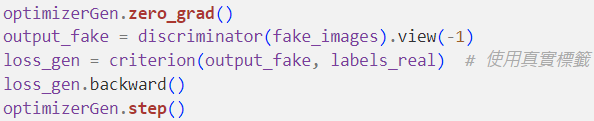 optimizerGen.zero_grad()
output_fake = discriminator(fake_images).view(-1)
loss_gen = criterion(output_fake, labels_real)  # 使用真實標籤
loss_gen.backward()
optimizerGen.step()